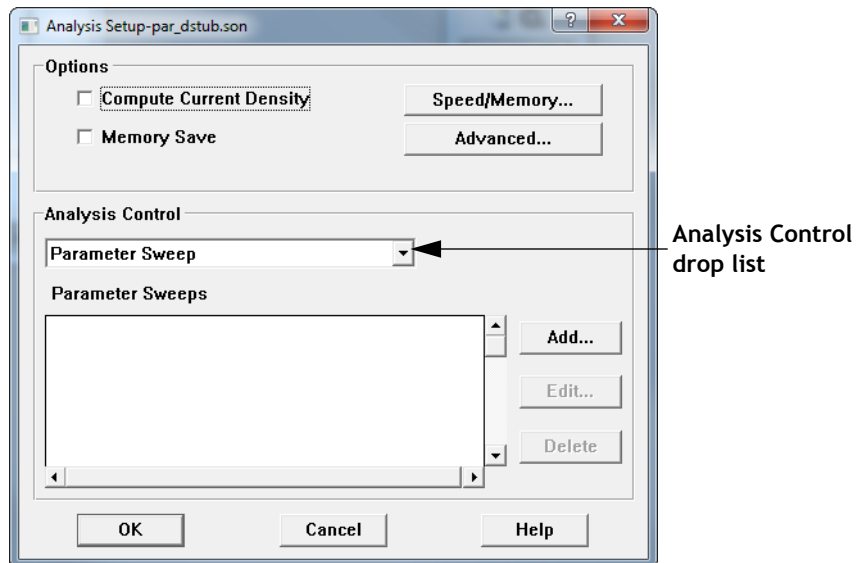 Analysis Setup-par_dstub.son
Options
Compute Current Density
Speed/Memory...
Memory Save
Advanced...
Analysis Control
Parameter Sweep
Analysis Control
drop list
Parameter Sweeps
Add...
Edit...
Delete
OK
Cancel
Help